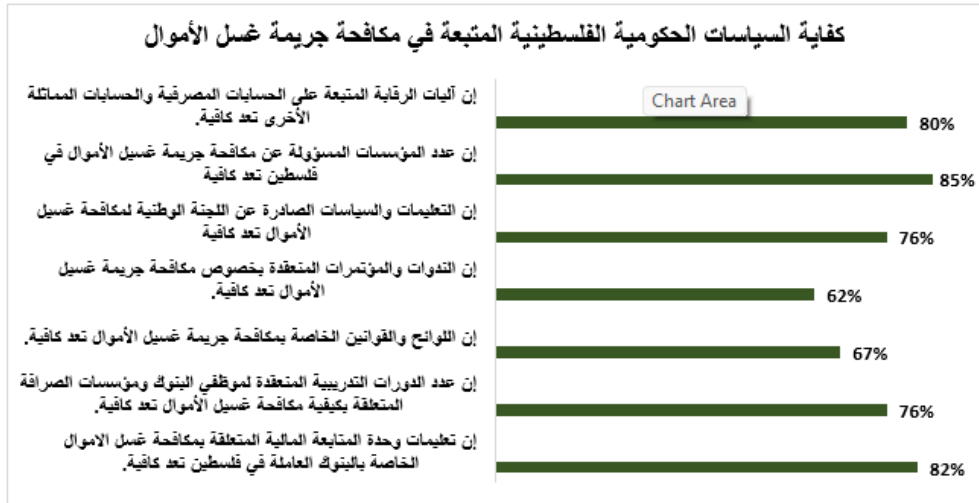 كفاية السياسات الحكومية الفلسطينية المتبعة في مكافحة جريمة غسل الأموال
إن آليات الرقابة المتبعة على الحسابات المصرفية والحسابات المماثلة
الأخرى تعد كافية.
80%
Chart Area
إن عدد المؤسسات المسؤولة عن مكافحة جريمة غسيل الأموال في
فلسطين تعد كافية
85%
إن التعليمات والسياسات الصادرة عن اللجنة الوطنية لمكافحة غسيل
الأموال تعد كافية
76%
إن الندوات والمؤتمرات المنعقدة بخصوص مكافحة جريمة غسيل
الأموال تعد كافية.
62%
إن اللوائح والقوانين الخاصة بمكافحة جريمة غسيل الأموال تعد كافية.
67%
إن عدد الدورات التدريبية المنعقدة لموظفي البنوك ومؤسسات الصرافة
المتعلقة بكيفية مكافحة غسيل الأموال تعد كافية.
76%
إن تعليمات وحدة المتابعة المالية المتعلقة بمكافحة غسل الاموال
الخاصة بالبنوك العاملة في فلسطين تعد كافية.
82%